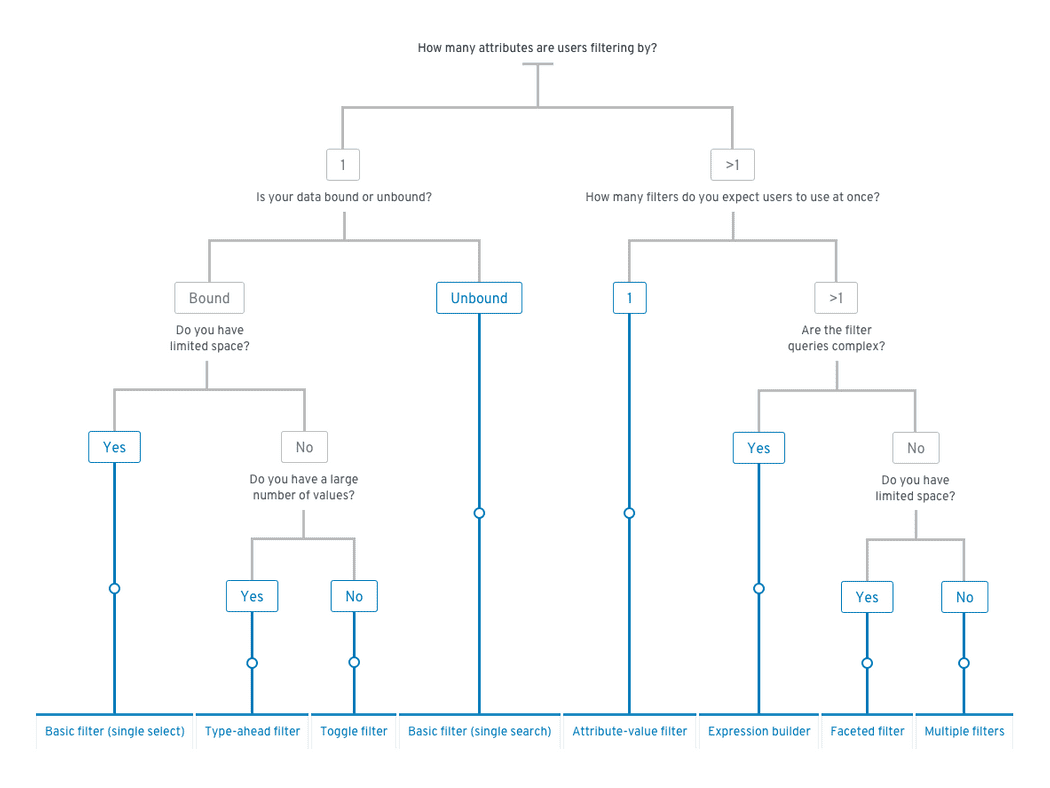 How many attributes are users filtering by?
1
>1
Is your data bound or unbound?
How many filters do you expect users to use at once?
Bound
Unbound
1
>1
Do you have
limited space?
Are the filter
queries complex?
Yes
No
Yes
No
Do you have a large
number of values?
Do you have
limited space?
Yes
No
Yes
No
Basic filter (single select)
Type-ahead filter
Toggle filter
Basic filter (single search)
Attribute-value filter
Expression builder
Faceted filter
Multiple filters